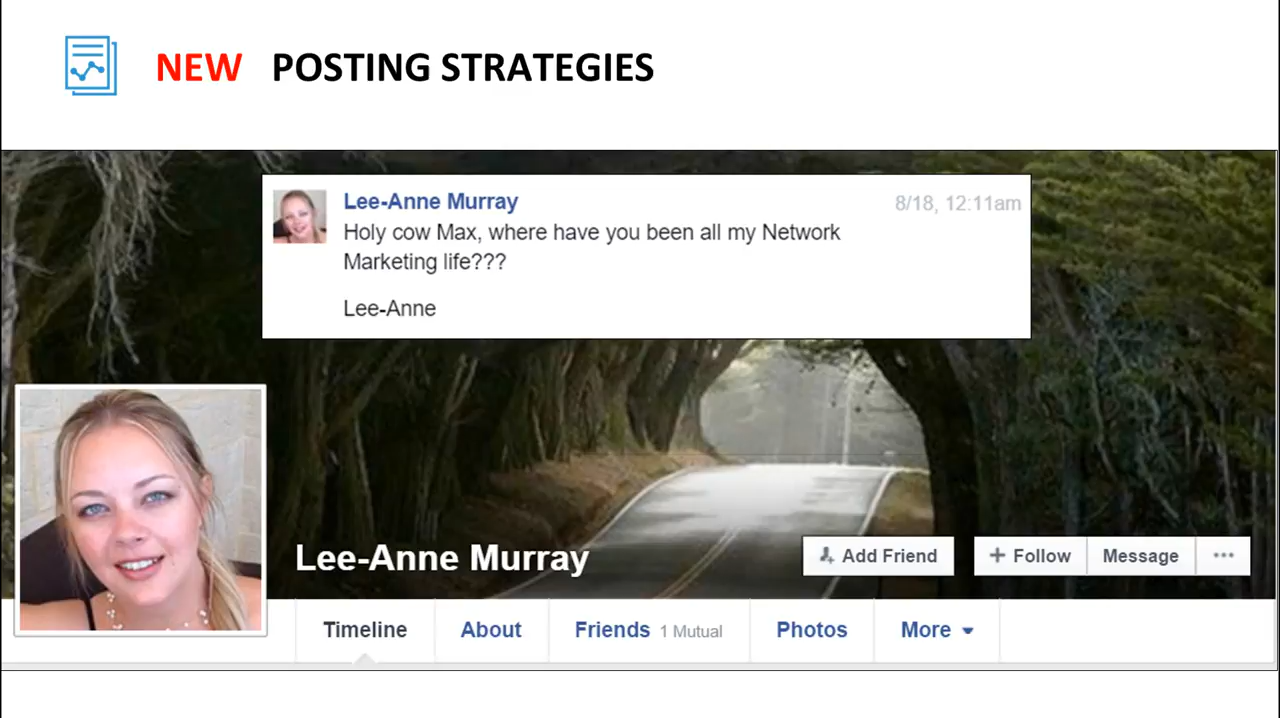 NEW POSTING STRATEGIES
Lee-Anne Murray 8/18, 12:11am
Holy cow Max, where have you been all my Network
Marketing life???
Lee-Anne
Lee-Anne Murray
Add Friend
Follow
Message
...
Timeline
About
Friends 1 Mutual
Photos
More